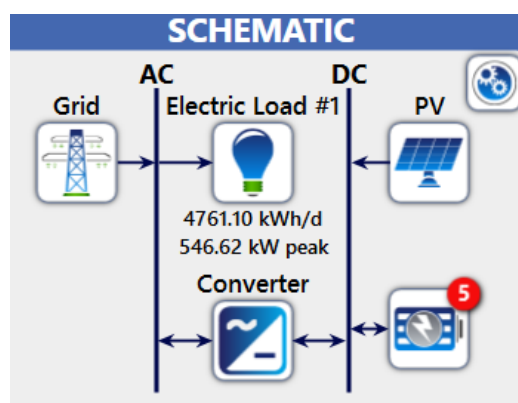 SCHEMATIC
AC DC
Grid Electric Load #1 PV
4761.10 kWh/d
546.62 kW peak
Converter
5